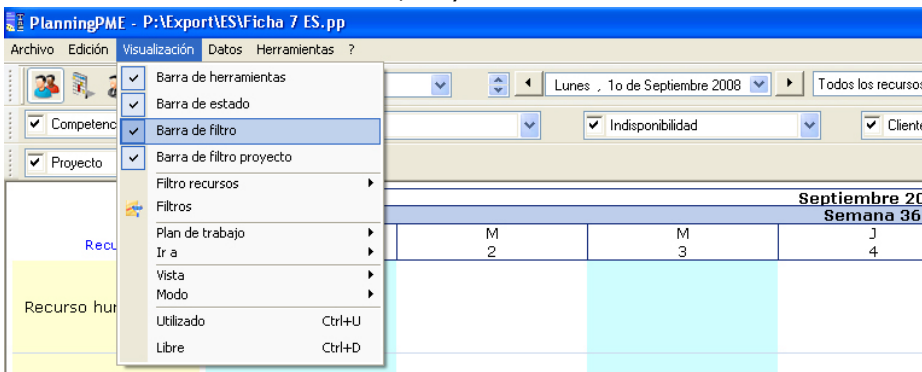 PlanningPME - P:\Export\ES\Ficha 7 ES.pp
Archivo Edición Visualización Datos Herramientas ?
Lunes , 1o de Septiembre 2008 Todos los recursos
Barra de herramientas
Barra de estado
Barra de filtro
Barra de filtro proyecto
Filtro recursos
Filtros
Plan de trabajo
Ir a
Vista
Modo
Utilizado Ctrl+U
Libre Ctrl+D
Competenc
Indisponibilidad
Cliente
Proyecto
Septiembre 20
Semana 36
M M J
2 3 4
Recu
Recurso hur